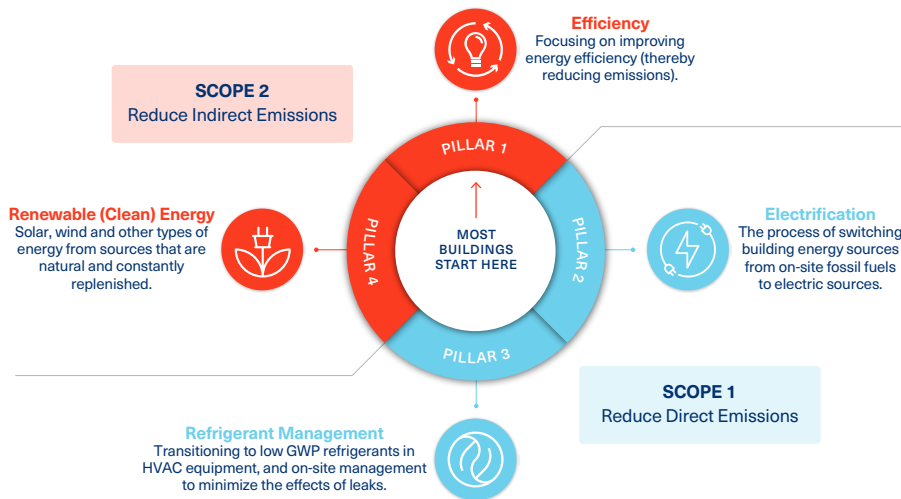 Efficiency
Focusing on improving
energy efficiency (thereby
reducing emissions).
SCOPE 2
Reduce Indirect Emissions
PILLAR 1
Renewable (Clean) Energy
Solar, wind and other types of
energy from sources that are
natural and constantly
replenished.
PILLAR 4
MOST
BUILDINGS
START HERE
PILLAR 2
Electrification
The process of switching
building energy sources
from on-site fossil fuels
to electric sources.
PILLAR 3
SCOPE 1
Reduce Direct Emissions
Refrigerant Management
Transitioning to low GWP refrigerants in
HVAC equipment, and on-site management
to minimize the effects of leaks.